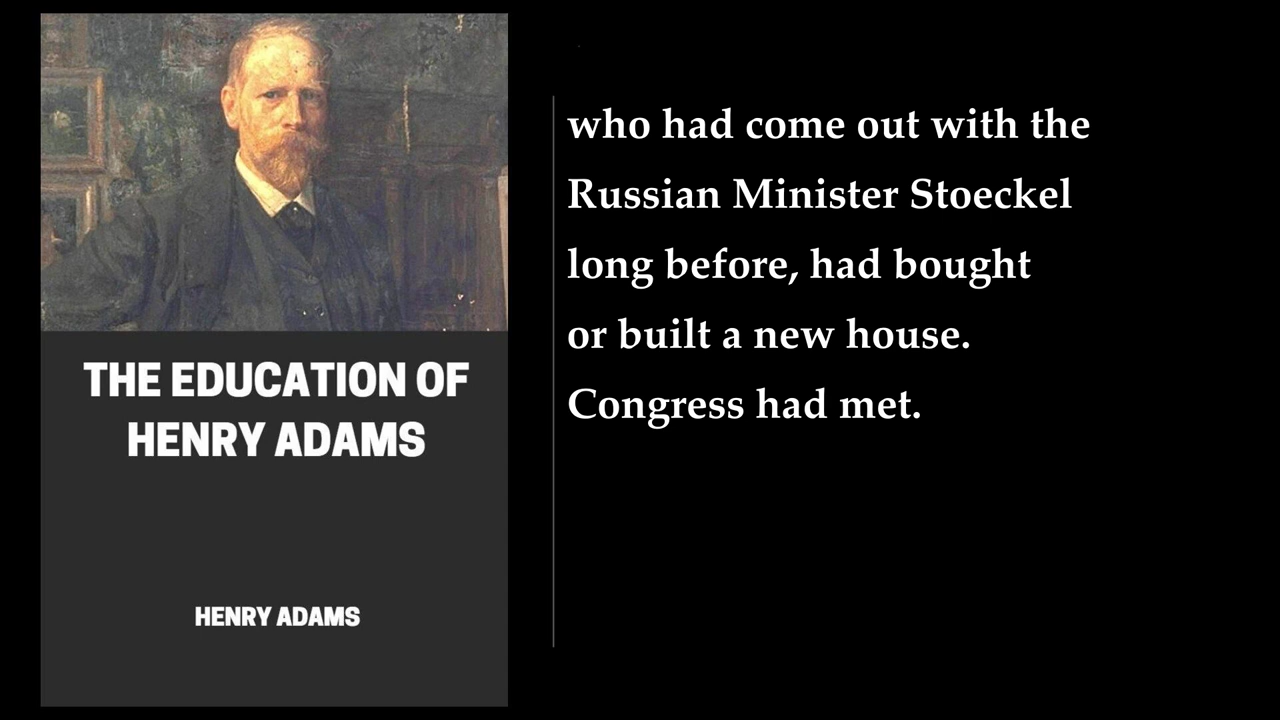 THE EDUCATION OF
HENRY ADAMS
HENRY ADAMS
who had come out with the
Russian Minister Stoeckel
long before, had bought
or built a new house.
Congress had met.